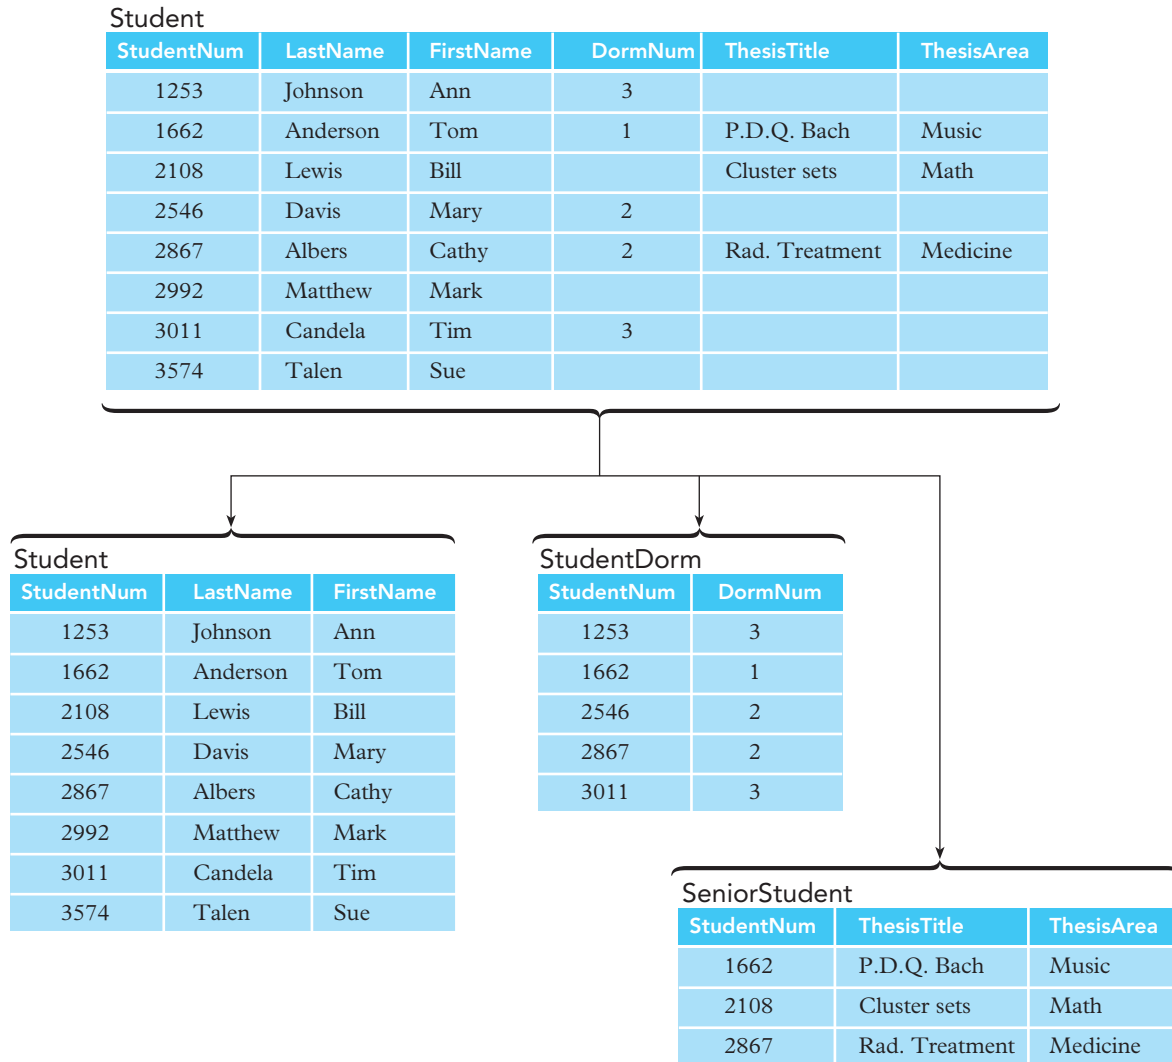 Student
StudentNum LastName FirstName DormNum ThesisTitle ThesisArea
1253 Johnson Ann 3
1662 Anderson Tom 1 P.D.Q. Bach Music
2108 Lewis Bill Cluster sets Math
2546 Davis Mary 2
2867 Albers Cathy 2 Rad. Treatment Medicine
2992 Matthew Mark
3011 Candela Tim 3
3574 Talen Sue
Student
StudentNum LastName FirstName
1253 Johnson Ann
1662 Anderson Tom
2108 Lewis Bill
2546 Davis Mary
2867 Albers Cathy
2992 Matthew Mark
3011 Candela Tim
3574 Talen Sue
StudentDorm
StudentNum DormNum
1253 3
1662 1
2546 2
2867 2
3011 3
SeniorStudent
StudentNum ThesisTitle ThesisArea
1662 P.D.Q. Bach Music
2108 Cluster sets Math
2867 Rad. Treatment Medicine